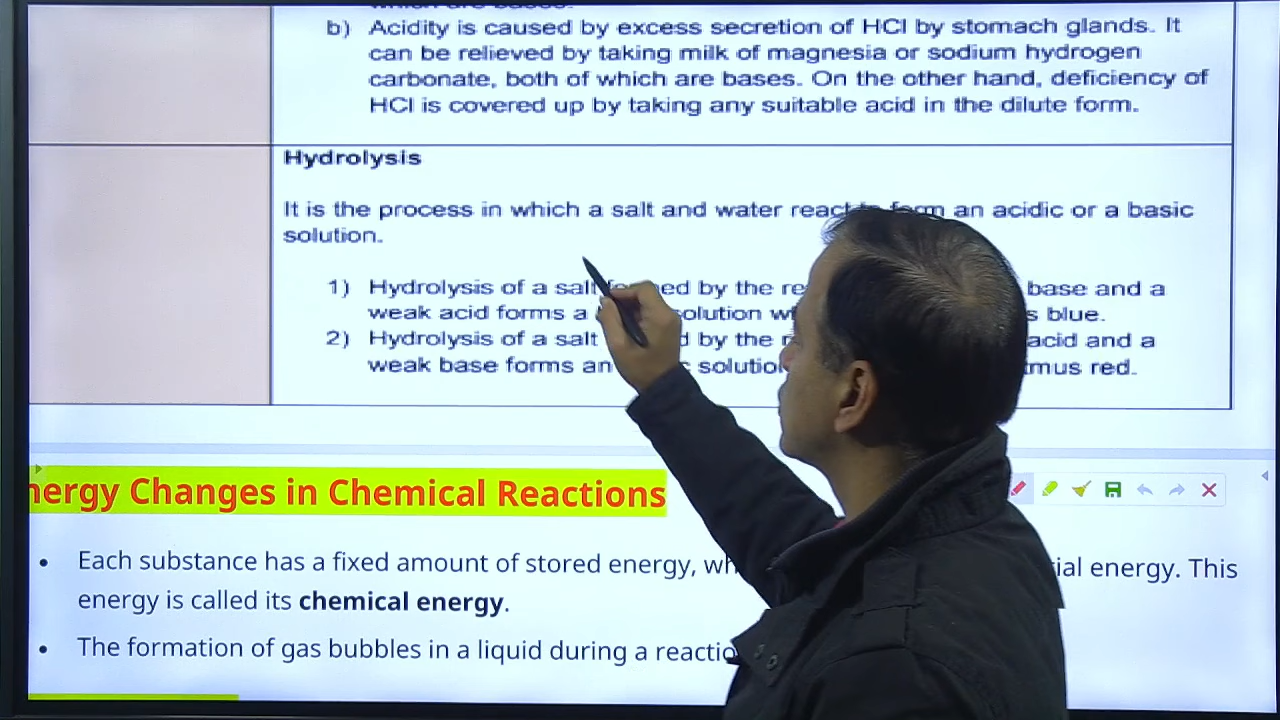 b) Acidity is caused by excess secretion of HCl by stomach glands. It
can be relieved by taking milk of magnesia or sodium hydrogen
carbonate, both of which are bases. On the other hand, deficiency of
HCl is covered up by taking any suitable acid in the dilute form.
Hydrolysis
It is the process in which a salt and water react to form an acidic or a basic
solution.
1) Hydrolysis of a salt formed by the base and a
weak acid forms a solution blue.
2) Hydrolysis of a salt by the acid and a
weak base forms an red.
nergy Changes in Chemical Reactions
• Each substance has a fixed amount of stored energy, energy. This
energy is called its chemical energy.
• The formation of gas bubbles in a liquid during a